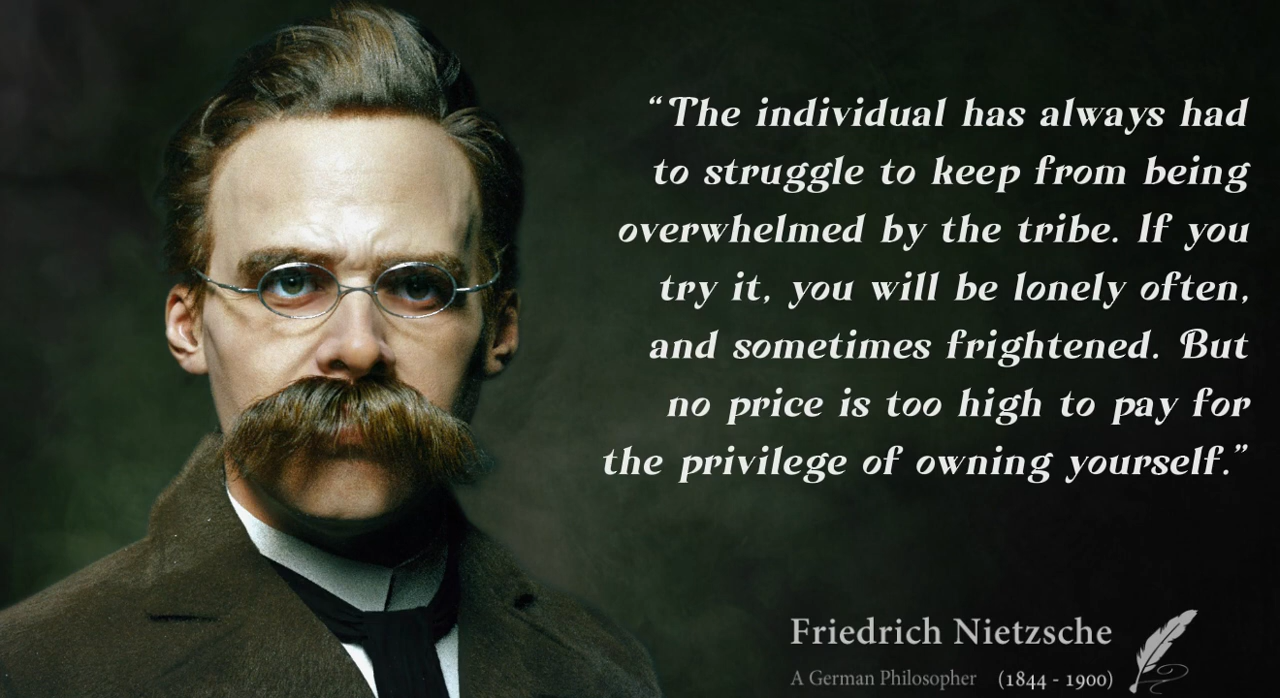 “The individual has always had
to struggle to keep from being
overwhelmed by the tribe. If you
try it, you will be lonely often,
and sometimes frightened. But
no price is too high to pay for
the privilege of owning yourself.”
Friedrich Nietzsche
A German Philosopher (1844 - 1900)